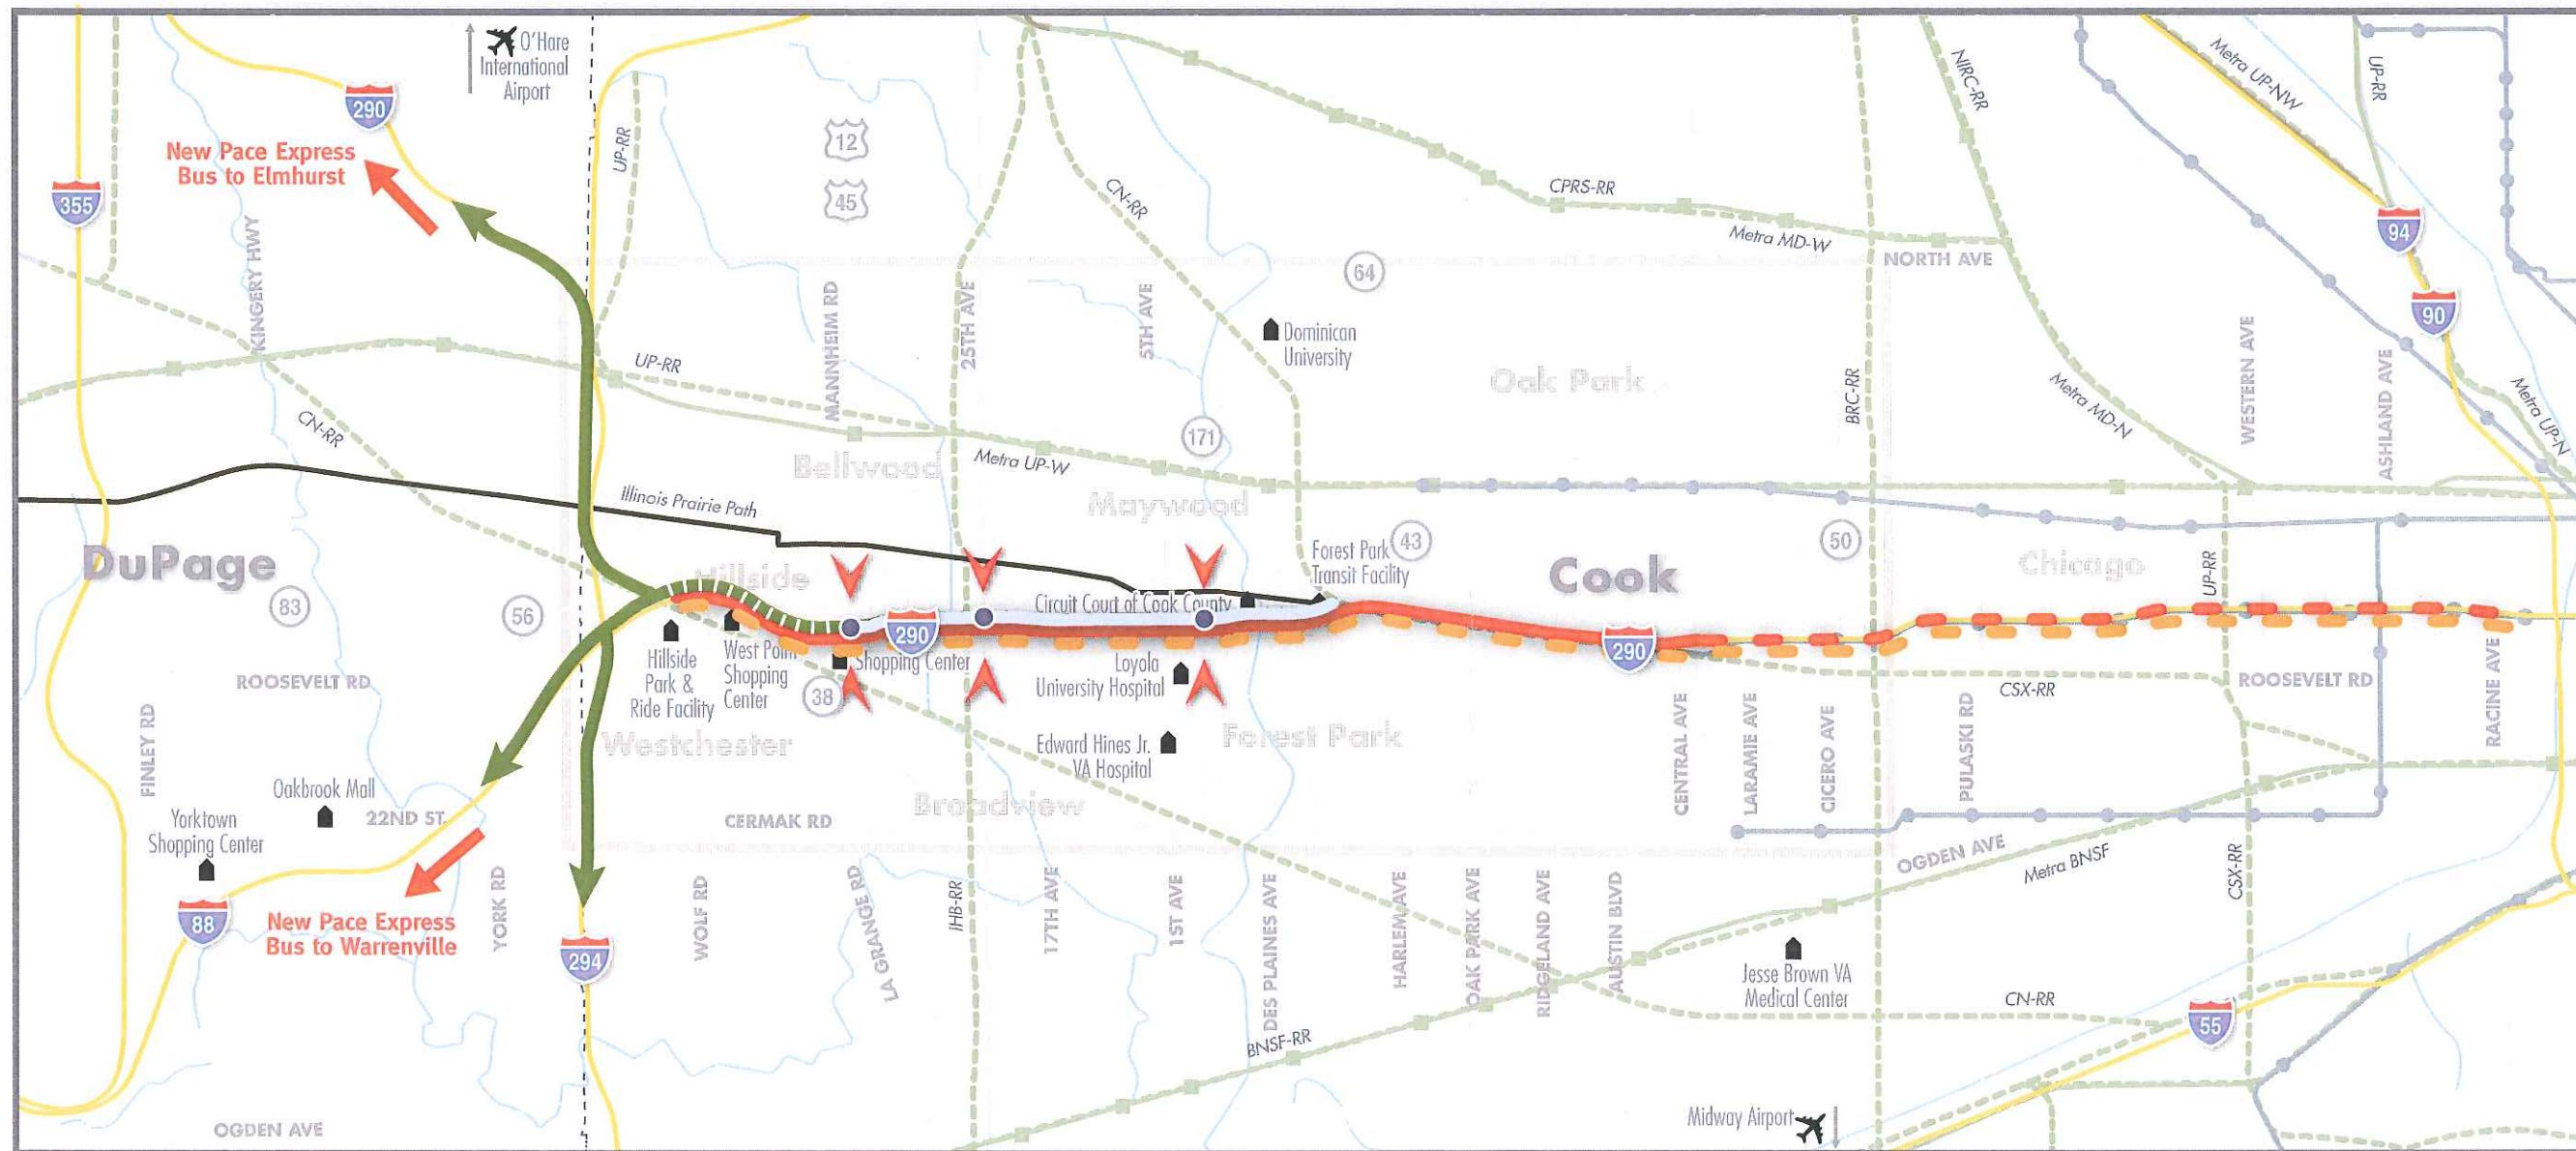 O'Hare
International
Airport
290
355
New Pace Express
Bus to Elmhurst
UP-RR
12
45
CN-RR
CPRS-RR
Metra MD-W
NIRC-RR
Metra UP-NW
UP-RR
94
90
NORTH AVE
64
KINGERY HWY
MANNHEIM RD
25TH AVE
5TH AVE
Dominican
University
Oak Park
BRC-RR
Metra MD-N
WESTERN AVE
ASHLAND AVE
Metra UP-N
UP-RR
CN-RR
Bellwood
Metra UP-W
171
Maywood
Illinois Prairie Path
DuPage
83
56
Hillside
Forest Park
Transit Facility
43
Cook
50
Chicago
UP-RR
Circuit Court of Cook County
290
290
Hillside
Park &
Ride Facility
West Point
Shopping
Center
Shopping Center
38
Loyola
University Hospital
ROOSEVELT RD
CSX-RR
ROOSEVELT RD
RACINE AVE
FINLEY RD
Westchester
Edward Hines Jr.
VA Hospital
Forest Park
CENTRAL AVE
LARAMIE AVE
CICERO AVE
PULASKI RD
Oakbrook Mall
22ND ST.
Yorktown
Shopping Center
CERMAK RD
Broadview
OGDEN AVE
Metra BNSF
CSX-RR
88
New Pace Express
Bus to Warrenville
YORK RD
294
WOLF RD
LA GRANGE RD
IHB-RR
17TH AVE
1ST AVE
DES PLAINES AVE
HARLEM AVE
OAK PARK AVE
RIDGELAND AVE
AUSTIN BLVD
Jesse Brown VA
Medical Center
CN-RR
55
BNSF-RR
Midway Airport
OGDEN AVE